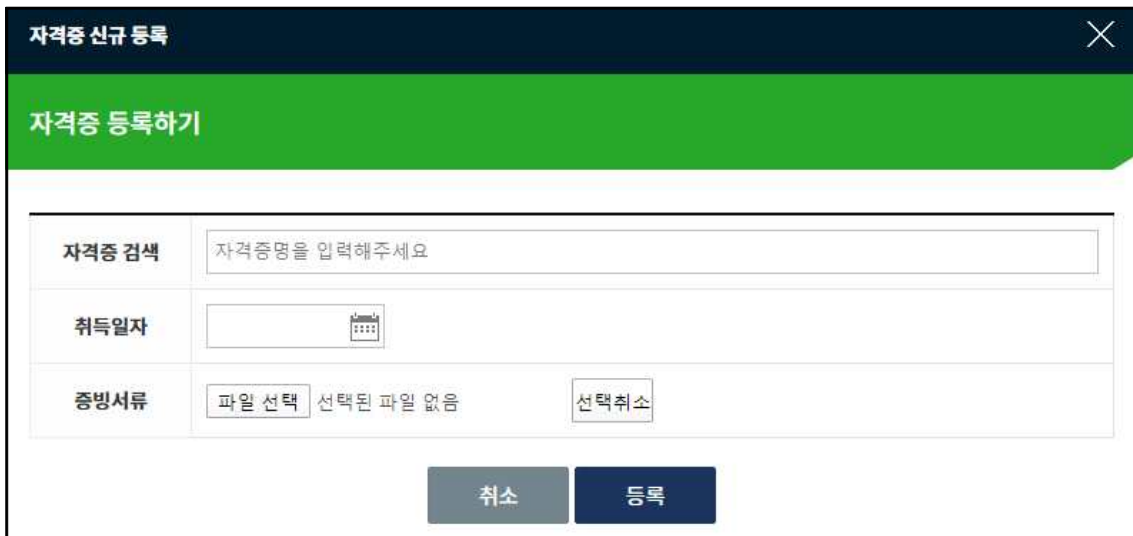 자격증 신규 등록
자격증 등록하기
자격증 검색 자격증명을 입력해주세요
취득일자
증빙서류 파일 선택 선택된 파일 없음 선택취소
취소 등록